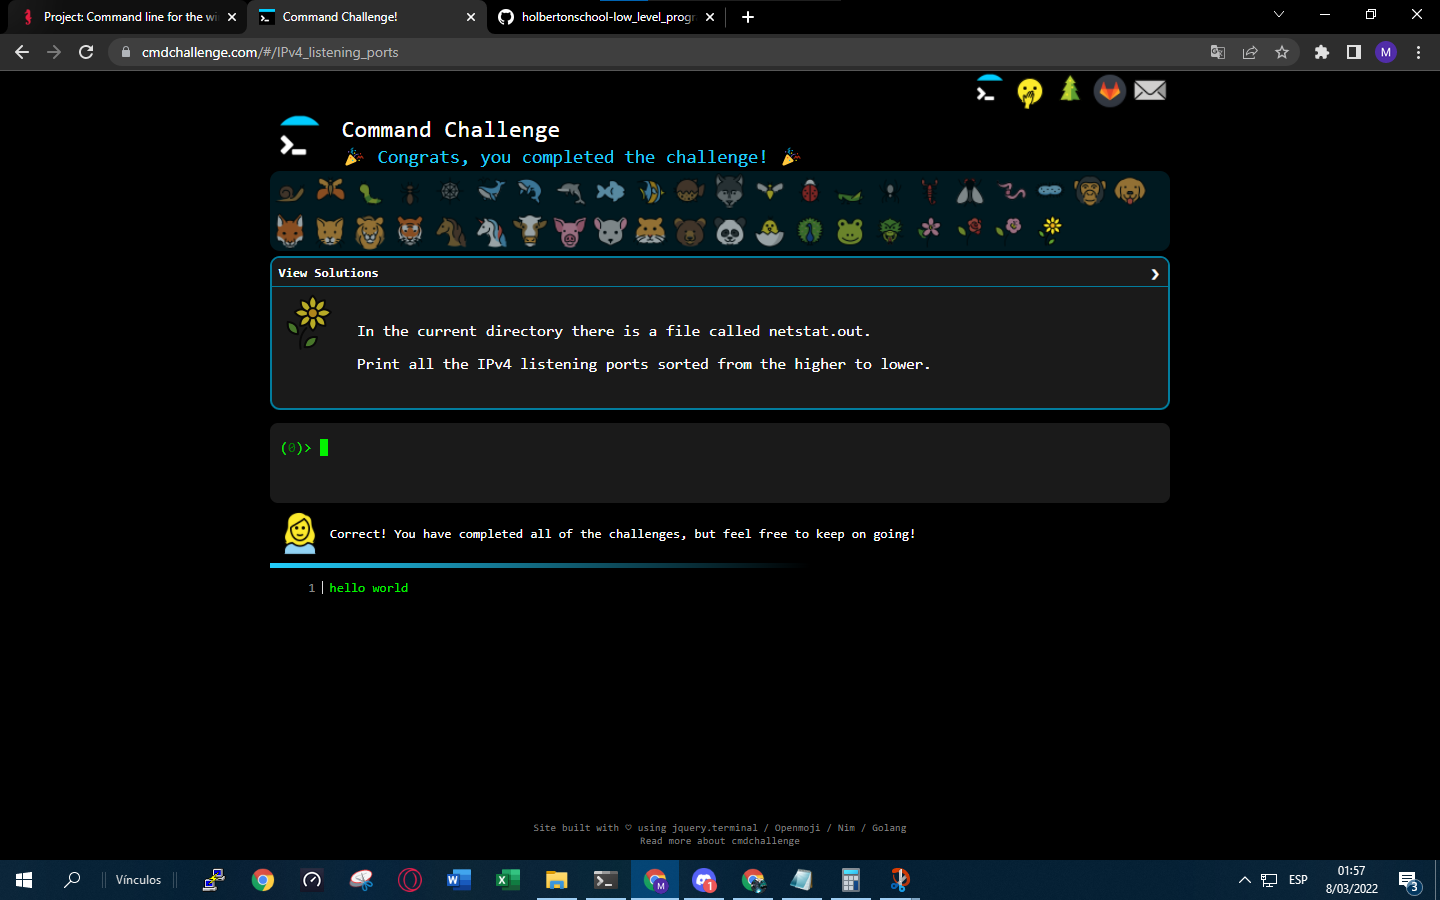 Project: Command line for the wi
Command Challenge!
holbertonschool-low_level_progr
cmdchallenge.com/#/IPv4_listening_ports
M
Command Challenge
Congrats, you completed the challenge!
View Solutions
In the current directory there is a file called netstat.out.
Print all the IPv4 listening ports sorted from the higher to lower.
(0)>
Correct! You have completed all of the challenges, but feel free to keep on going!
1 hello world
Site built with ♡ using jquery.terminal / Openmoji / Nim / Golang
Read more about cmdchallenge
Vínculos
M
1
ESP
01:57
8/03/2022
3